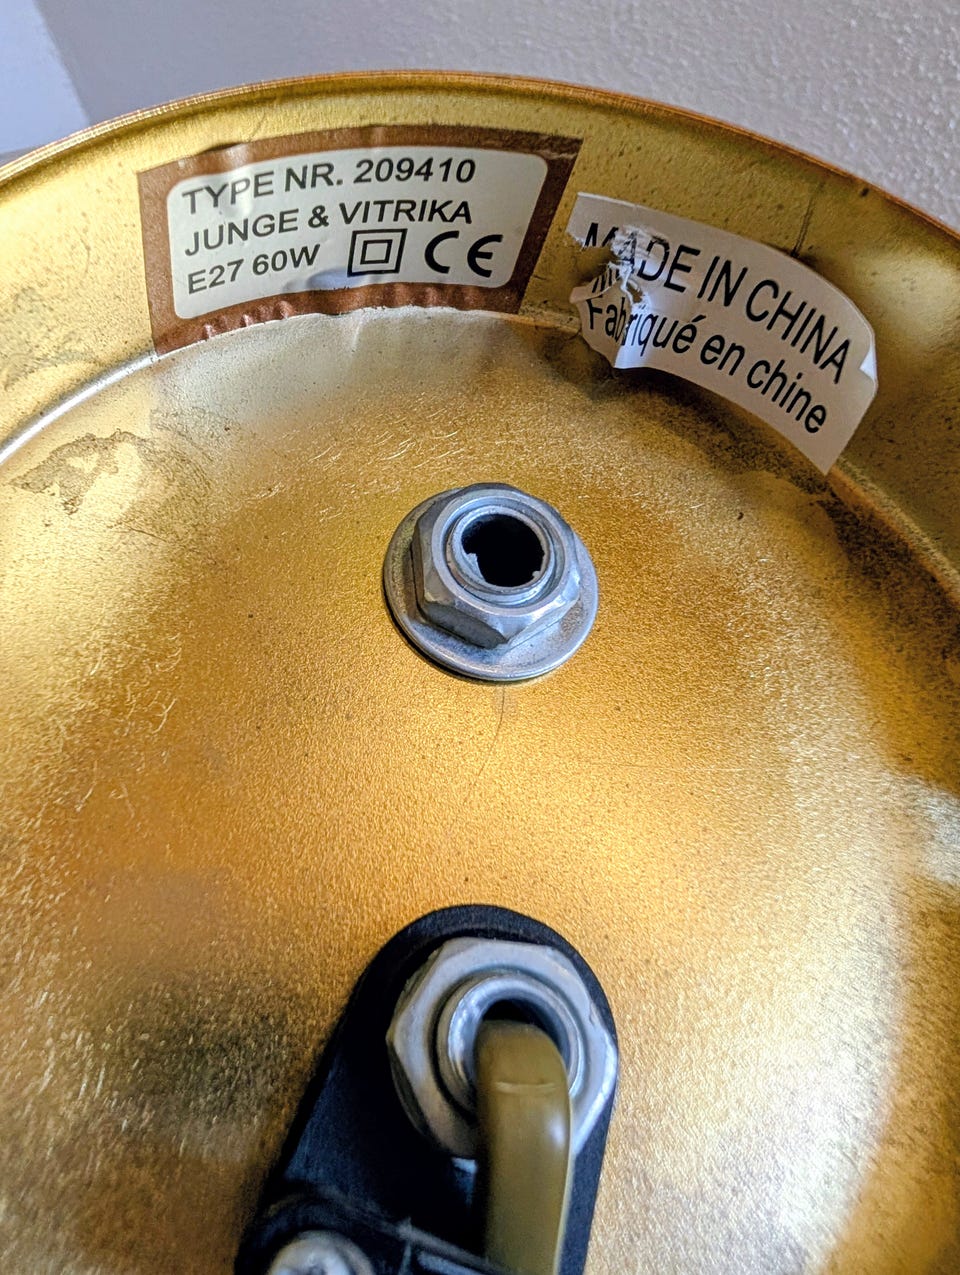 TYPE NR. 209410
JUNGE & VITRIKA
E27 60W CE
MADE IN CHINA
Fabriqué en chine